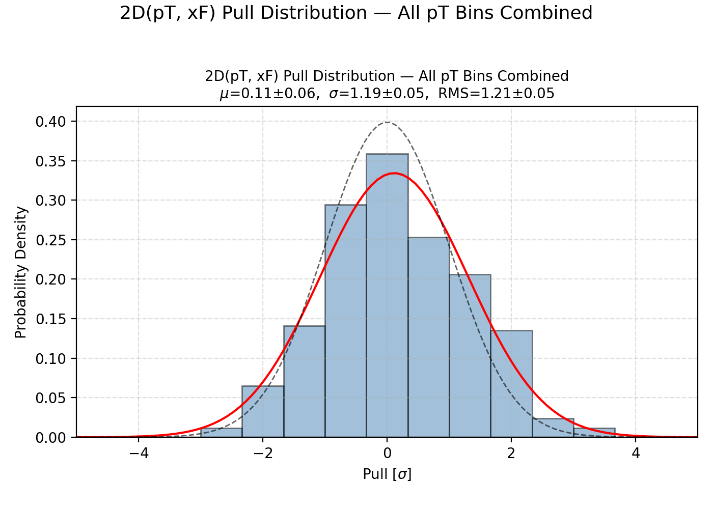 2D(pT, xF) Pull Distribution — All pT Bins Combined
2D(pT, xF) Pull Distribution — All pT Bins Combined
μ=0.11±0.06,  σ=1.19±0.05,  RMS=1.21±0.05
0.40
0.35
0.30
0.25
0.20
0.15
0.10
0.05
0.00
Probability Density
−4 −2 0 2 4
Pull [σ]